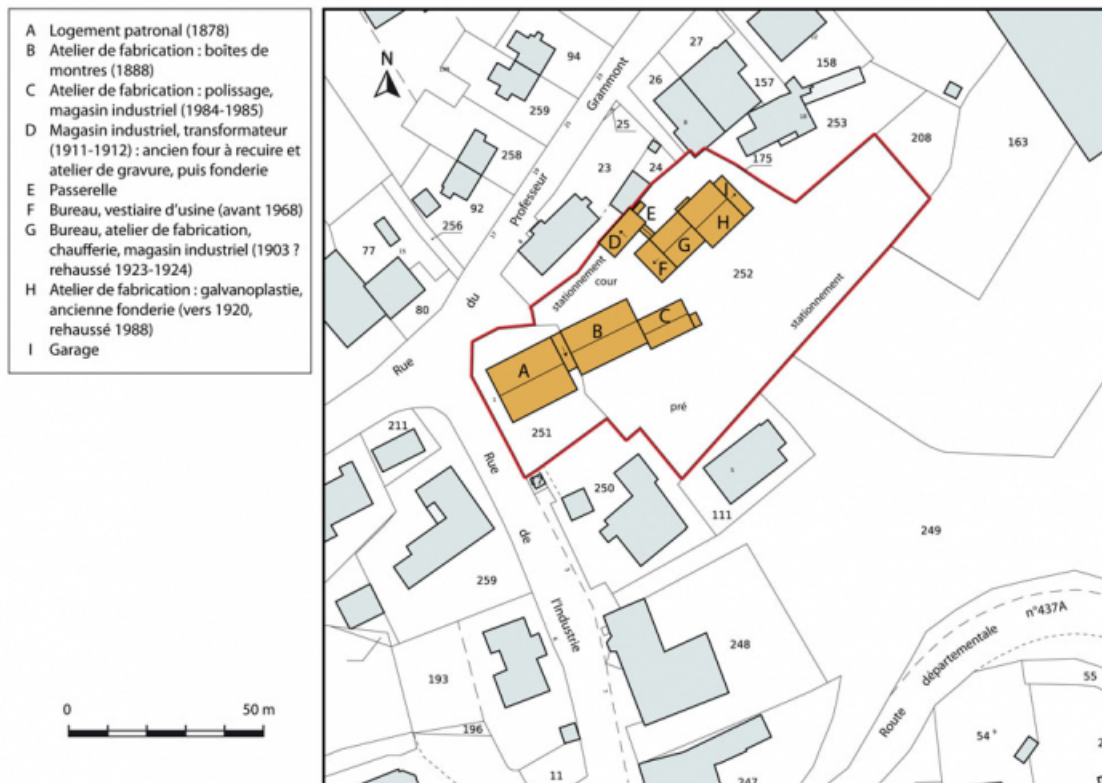 A Logement patronal (1878)
B Atelier de fabrication : boîtes de
montres (1888)
C Atelier de fabrication : polissage,
magasin industriel (1984-1985)
D Magasin industriel, transformateur
(1911-1912) : ancien four à recuire et
atelier de gravure, puis fonderie
E Passerelle
F Bureau, vestiaire d'usine (avant 1968)
G Bureau, atelier de fabrication,
chaufferie, magasin industriel (1903 ?
rehaussé 1923-1924)
H Atelier de fabrication : galvanoplastie,
ancienne fonderie (vers 1920,
rehaussé 1988)
I Garage
0 50 m
N
94
259
258
92
256
77
80
27
26
25
23
24
157
158
253
175
208
163
Rue du Professeur Grammont
E
D
F
G
H
I
stationnement
cour
252
stationnement
A
B
C
pré
251
211
Rue de l'Industrie
250
111
249
259
248
193
196
11
247
Route départementale n°437A
55
54